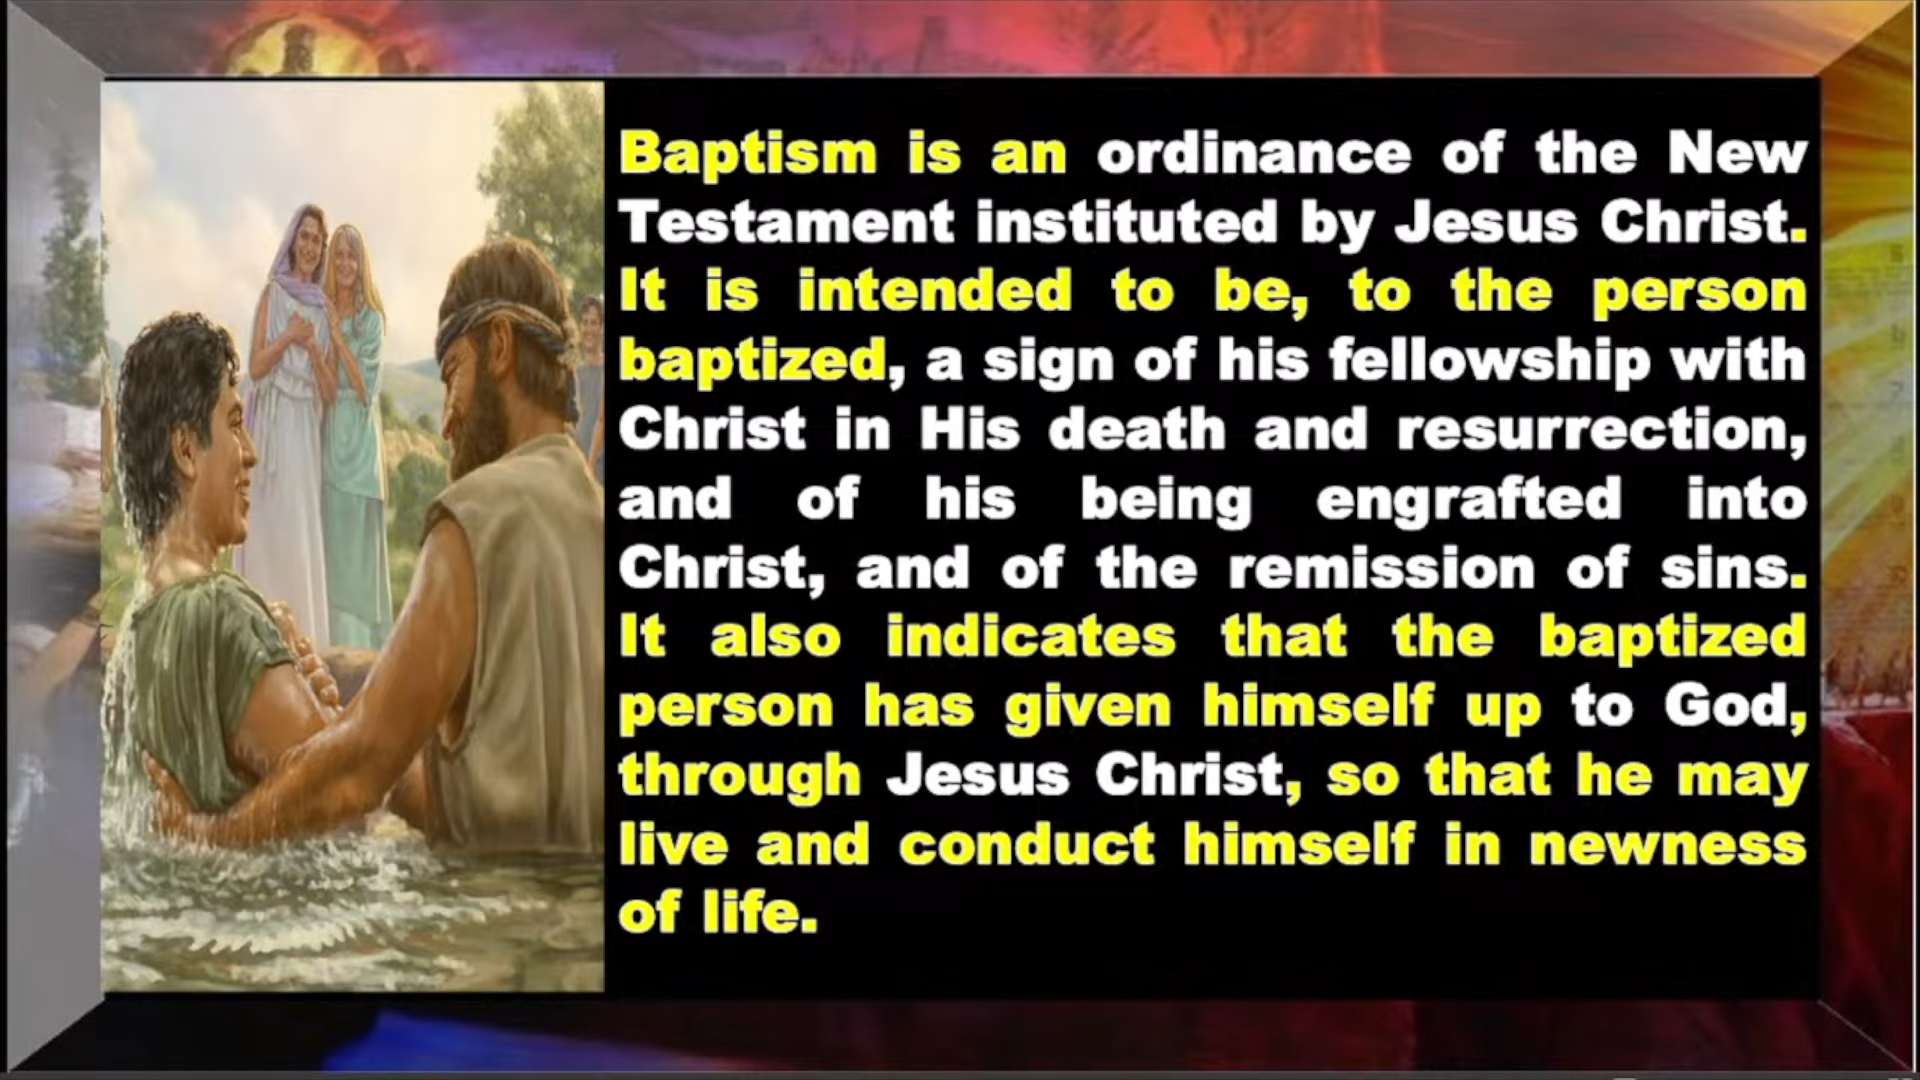 Baptism is an ordinance of the New
Testament instituted by Jesus Christ.
It is intended to be, to the person
baptized, a sign of his fellowship with
Christ in His death and resurrection,
and of his being engrafted into
Christ, and of the remission of sins.
It also indicates that the baptized
person has given himself up to God,
through Jesus Christ, so that he may
live and conduct himself in newness
of life.